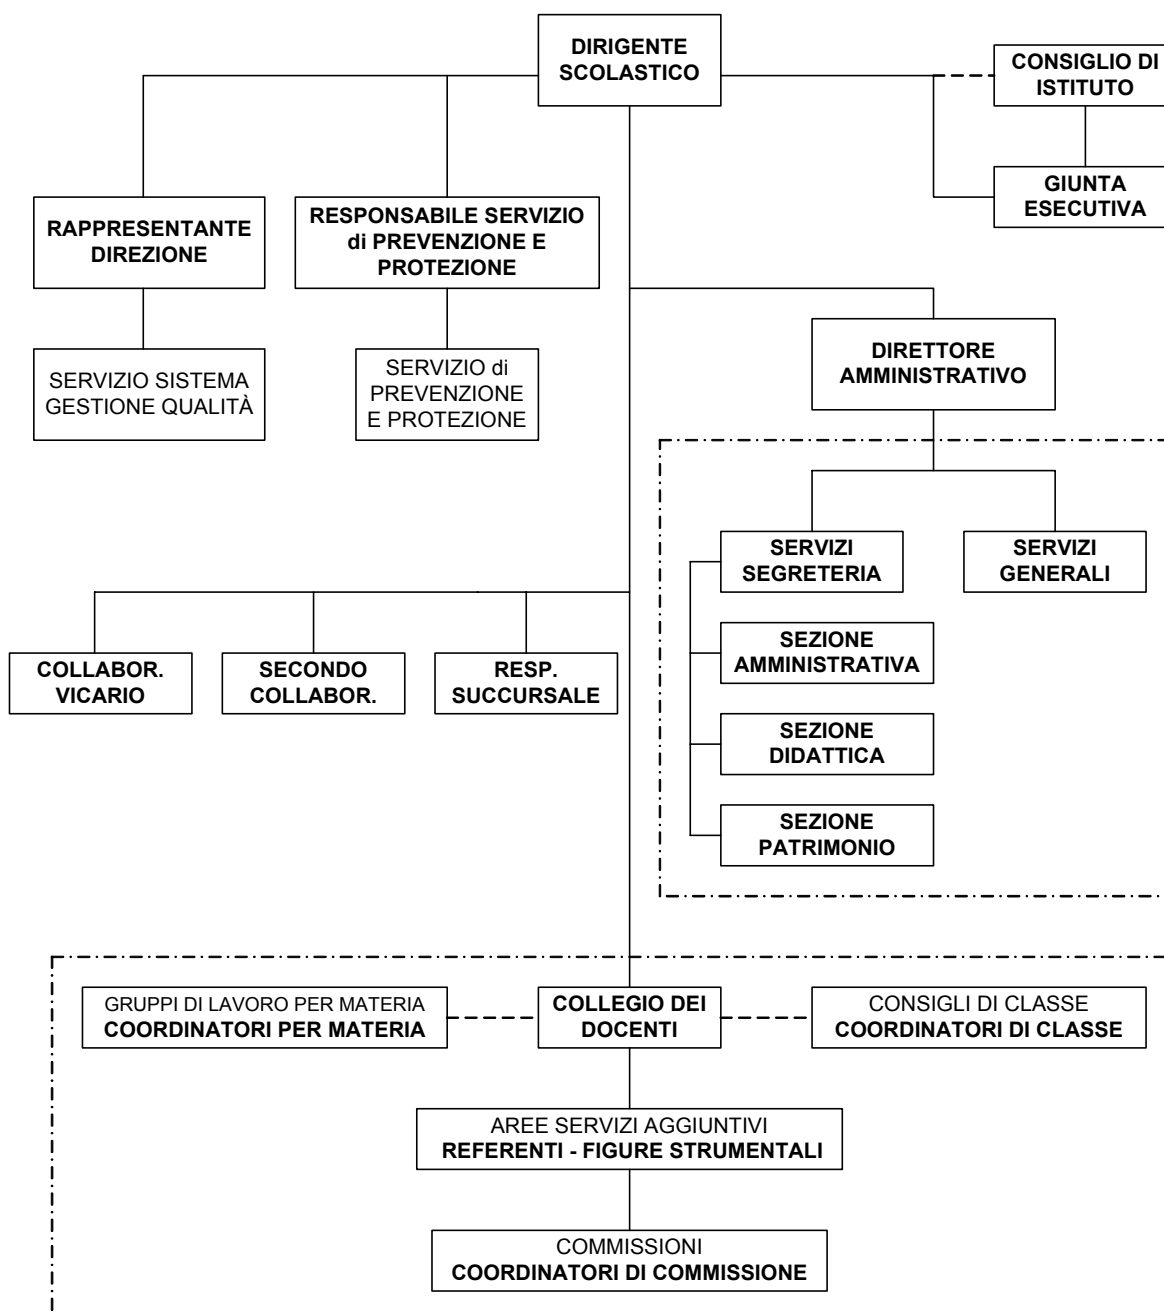 DIRIGENTE
SCOLASTICO
CONSIGLIO DI
ISTITUTO
GIUNTA
ESECUTIVA
RAPPRESENTANTE
DIREZIONE
RESPONSABILE SERVIZIO
di PREVENZIONE E
PROTEZIONE
DIRETTORE
AMMINISTRATIVO
SERVIZIO SISTEMA
GESTIONE QUALITÀ
SERVIZIO di
PREVENZIONE
E PROTEZIONE
SERVIZI
SEGRETERIA
SERVIZI
GENERALI
SEZIONE
AMMINISTRATIVA
SEZIONE
DIDATTICA
SEZIONE
PATRIMONIO
COLLABOR.
VICARIO
SECONDO
COLLABOR.
RESP.
SUCCURSALE
GRUPPI DI LAVORO PER MATERIA
COORDINATORI PER MATERIA
COLLEGIO DEI
DOCENTI
CONSIGLI DI CLASSE
COORDINATORI DI CLASSE
AREE SERVIZI AGGIUNTIVI
REFERENTI - FIGURE STRUMENTALI
COMMISSIONI
COORDINATORI DI COMMISSIONE